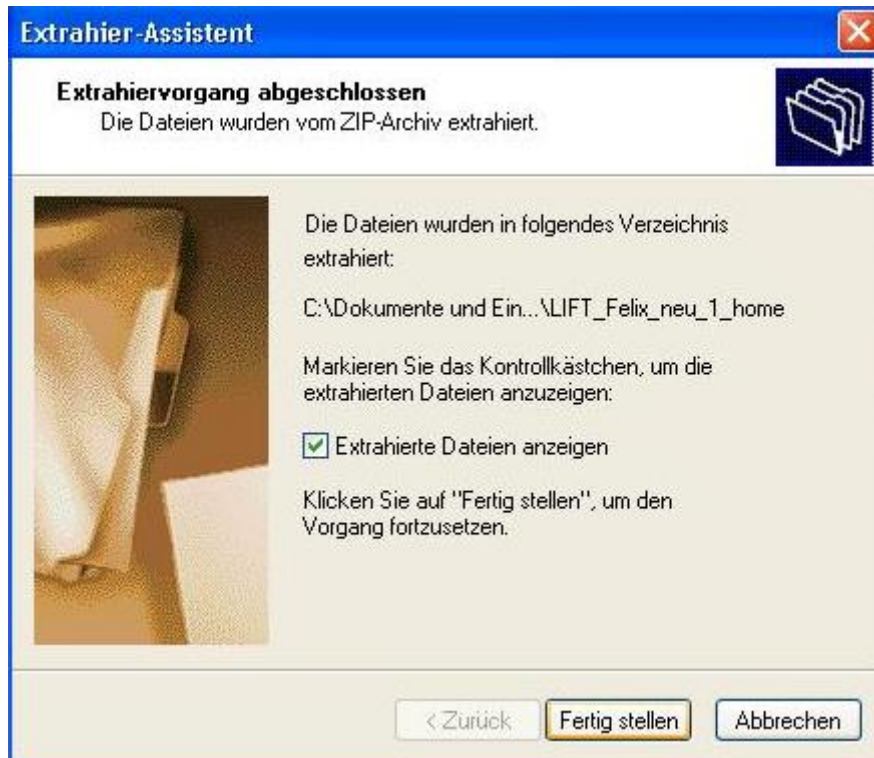 Extrahier-Assistent
Extrahiervorgang abgeschlossen
Die Dateien wurden vom ZIP-Archiv extrahiert.
Die Dateien wurden in folgendes Verzeichnis
extrahiert:
C:\Dokumente und Ein...\LIFT_Felix_neu_1_home
Markieren Sie das Kontrollkästchen, um die
extrahierten Dateien anzuzeigen:
Extrahierte Dateien anzeigen
Klicken Sie auf "Fertig stellen", um den
Vorgang fortzusetzen.
< Zurück Fertig stellen Abbrechen